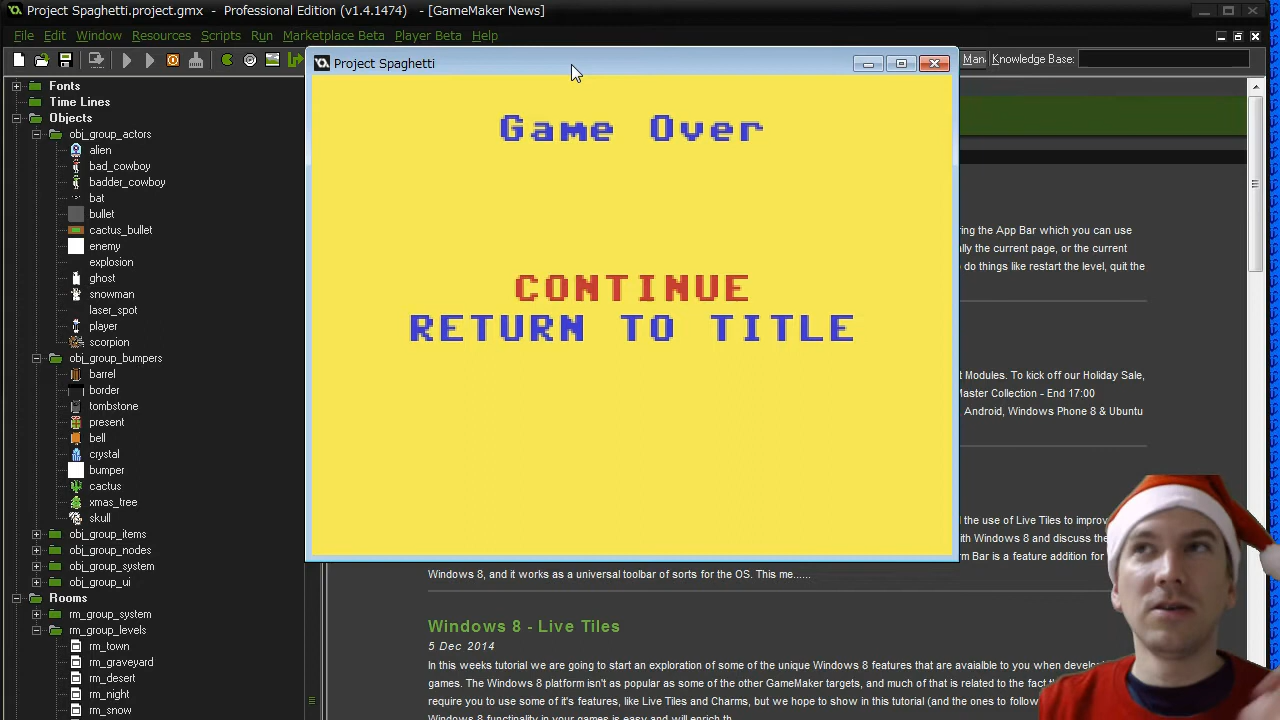 Project Spaghetti.project.gmx - Professional Edition (v1.4.1474) - [GameMaker News]
File Edit Window Resources Scripts Run Marketplace Beta Player Beta Help
Knowledge Base:
Fonts
Time Lines
Objects
obj_group_actors
alien
bad_cowboy
badder_cowboy
bat
bullet
cactus_bullet
enemy
explosion
ghost
snowman
laser_spot
player
scorpion
obj_group_bumpers
barrel
border
tombstone
present
bell
crystal
bumper
cactus
xmas_tree
skull
obj_group_items
obj_group_nodes
obj_group_system
obj_group_ui
Rooms
rm_group_system
rm_group_levels
rm_town
rm_graveyard
rm_desert
rm_night
rm_snow
Project Spaghetti
Game Over
CONTINUE
RETURN TO TITLE
ring the App Bar which you can use
lly the current page, or the current
do things like restart the level, quit the
t Modules. To kick off our Holiday Sale,
Master Collection - End 17:00
Android, Windows Phone 8 & Ubuntu
the use of Live Tiles to improv
ith Windows 8 and discuss the
rm Bar is a feature addition for
Windows 8, and it works as a universal toolbar of sorts for the OS. This me......
Windows 8 - Live Tiles
5 Dec 2014
In this weeks tutorial we are going to start an exploration of some of the unique Windows 8 features that are avaialble to you when develo
games. The Windows 8 platform isn't as popular as some of the other GameMaker targets, and much of that is related to the fact
require you to use some of it's features, like Live Tiles and Charms, but we hope to show in this tutorial (and the ones to follow